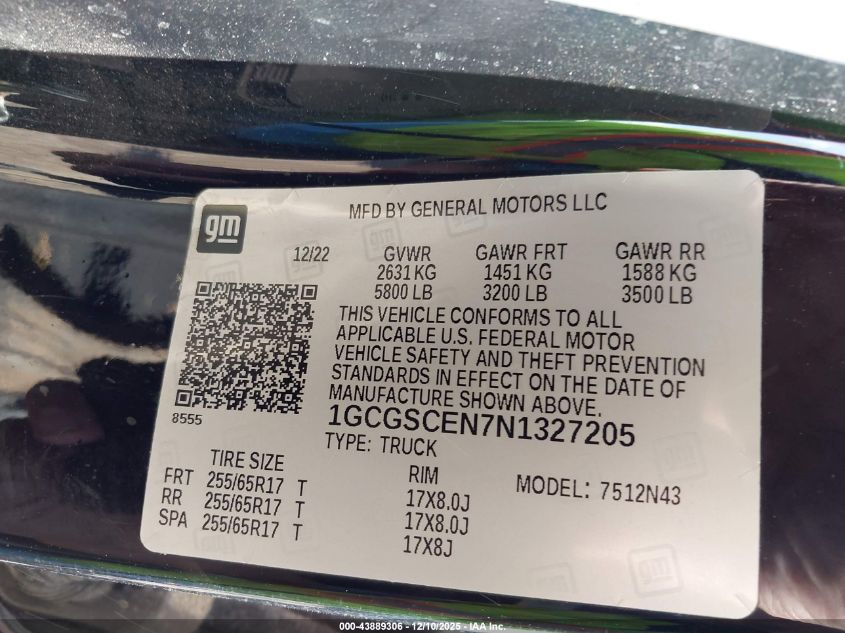 MFD BY GENERAL MOTORS LLC
gm
12/22 GVWR GAWR FRT GAWR RR
2631 KG 1451 KG 1588 KG
5800 LB 3200 LB 3500 LB
THIS VEHICLE CONFORMS TO ALL
APPLICABLE U.S. FEDERAL MOTOR
VEHICLE SAFETY AND THEFT PREVENTION
STANDARDS IN EFFECT ON THE DATE OF
MANUFACTURE SHOWN ABOVE.
8555
1GCGSCEN7N1327205
TYPE: TRUCK
TIRE SIZE RIM MODEL: 7512N43
FRT 255/65R17 T 17X8.0J
RR 255/65R17 T 17X8.0J
SPA 255/65R17 T 17X8J
000-43889306 - 12/10/2025 - IAA, Inc.